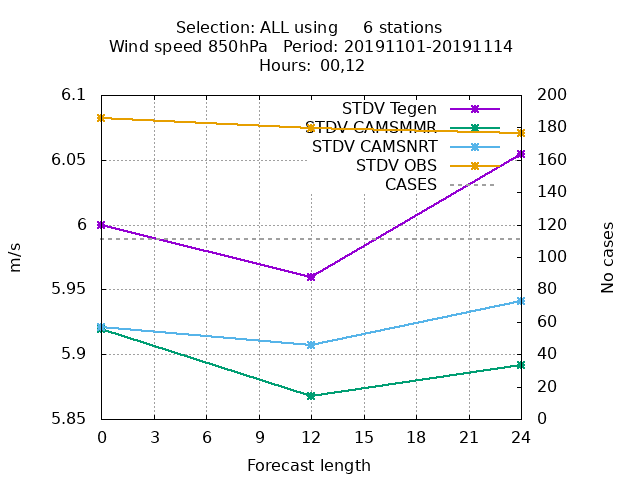 Selection: ALL using 6 stations
Wind speed 850hPa Period: 20191101-20191114
Hours: 00,12
6.1
6.05
6
5.95
5.9
5.85
m/s
200
180
160
140
120
100
80
60
40
20
0
No cases
STDV Tegen
STDV CAMSMMR
STDV CAMSNRT
STDV OBS
CASES
0 3 6 9 12 15 18 21 24
Forecast length